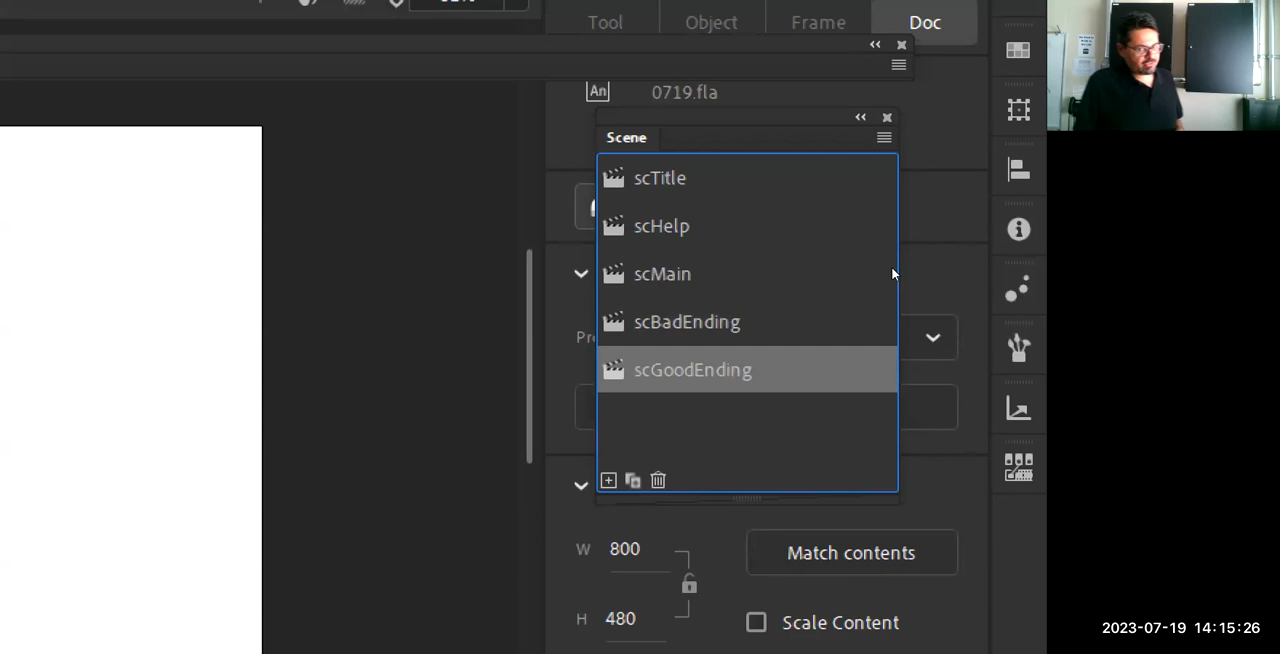 Tool Object Frame Doc
An 0719.fla
Scene
scTitle
scHelp
scMain
scBadEnding
scGoodEnding
W 800
Match contents
H 480
Scale Content
2023-07-19 14:15:26